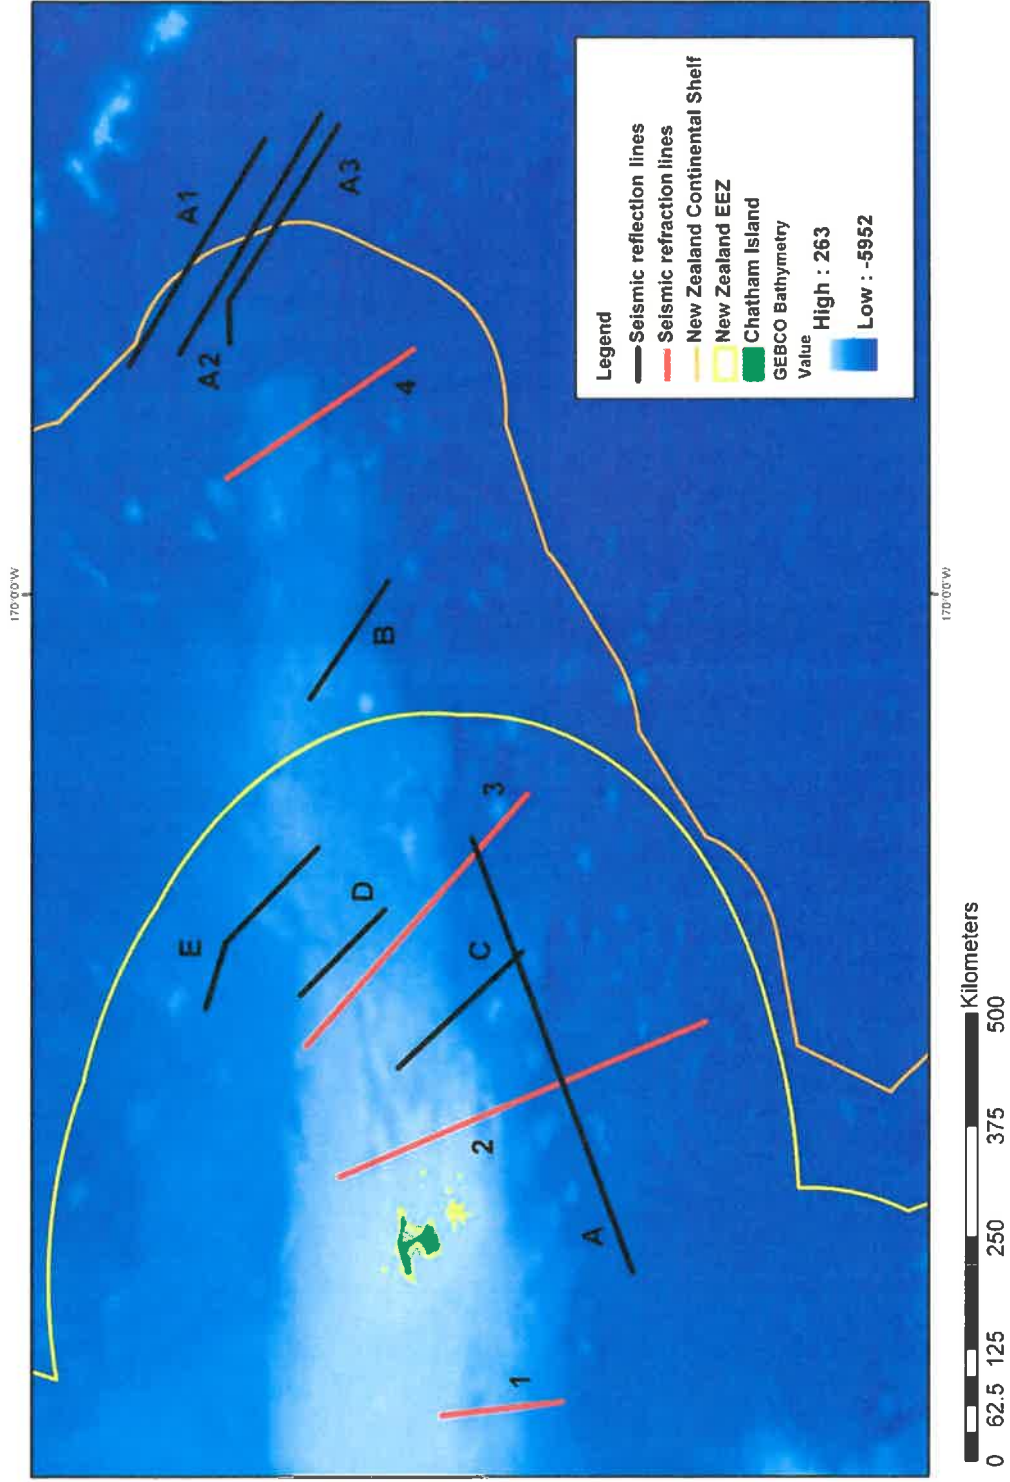 170°0'0"W
A1
A2
A3
4
B
3
E
D
C
2
A
1
170°0'0"W
Legend
Seismic reflection lines
Seismic refraction lines
New Zealand Continental Shelf
New Zealand EEZ
Chatham Island
GEBCO Bathymetry
Value
High : 263
Low : -5952
0 62.5 125 250 375 500
Kilometers